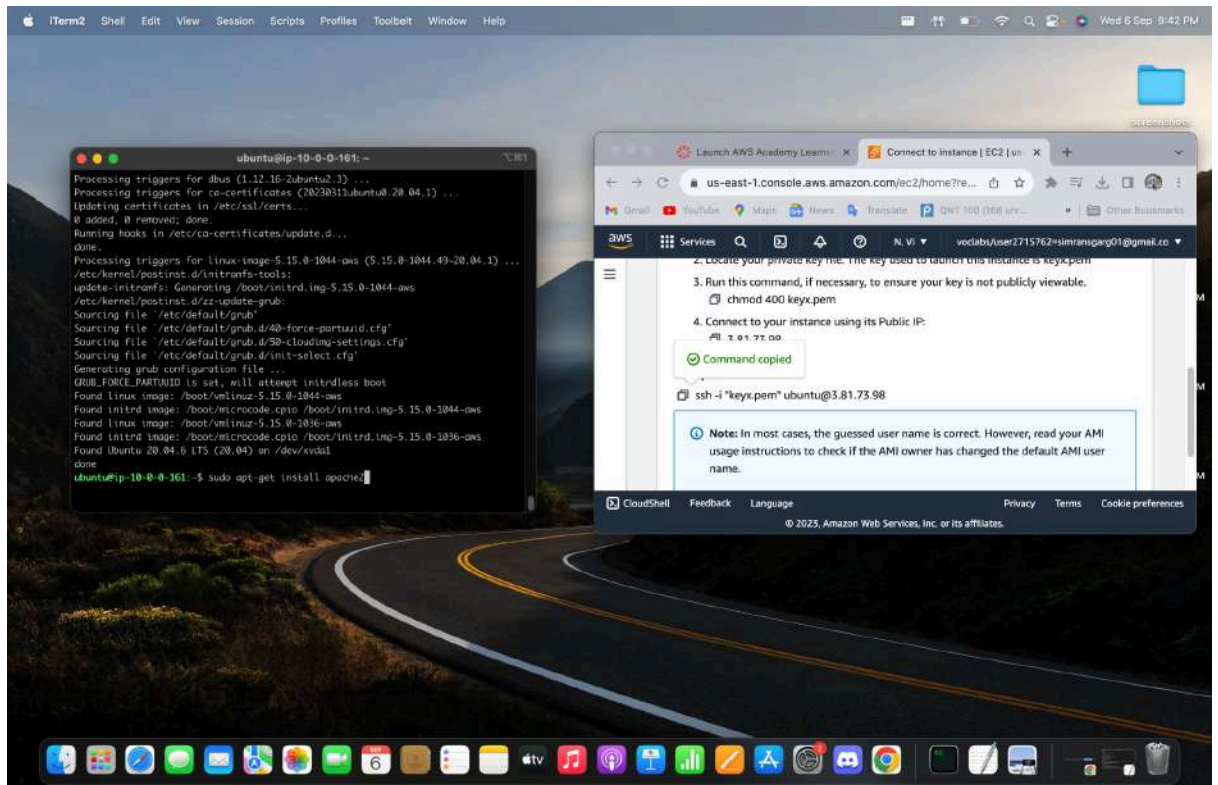 iTerm2 Shell Edit View Session Scripts Profiles Toolbelt Window Help
Wed 6 Sep 9:42 PM
ubuntu@ip-10-0-0-161: ~
Processing triggers for dbus (1.12.16-2ubuntu2.3) ...
Processing triggers for ca-certificates (20230311ubuntu0.20.04.1) ...
Updating certificates in /etc/ssl/certs...
0 added, 0 removed; done.
Running hooks in /etc/ca-certificates/update.d...
done.
Processing triggers for linux-image-5.15.0-1044-aws (5.15.0-1044.49~20.04.1) ...
/etc/kernel/postinst.d/initramfs-tools:
update-initramfs: Generating /boot/initrd.img-5.15.0-1044-aws
/etc/kernel/postinst.d/zz-update-grub:
Sourcing file `/etc/default/grub'
Sourcing file `/etc/default/grub.d/40-force-partuuid.cfg'
Sourcing file `/etc/default/grub.d/50-cloudimg-settings.cfg'
Sourcing file `/etc/default/grub.d/init-select.cfg'
Generating grub configuration file ...
GRUB_FORCE_PARTUUID is set, will attempt initrdless boot
Found linux image: /boot/vmlinuz-5.15.0-1044-aws
Found initrd image: /boot/microcode.cpio /boot/initrd.img-5.15.0-1044-aws
Found linux image: /boot/vmlinuz-5.15.0-1036-aws
Found initrd image: /boot/microcode.cpio /boot/initrd.img-5.15.0-1036-aws
Found Ubuntu 20.04.6 LTS (20.04) on /dev/xvda1
done
ubuntu@ip-10-0-0-161:~$ sudo apt-get install apache2
Launch AWS Academy Learne
Connect to instance | EC2 | us
us-east-1.console.aws.amazon.com/ec2/home?re...
Gmail YouTube Maps News Translate QNT 100 Other Bookmarks
aws Services N. Vi voclabs/user2715762=simransgarg01@gmail.co
2. Locate your private key file. The key used to launch this instance is keyx.pem
3. Run this command, if necessary, to ensure your key is not publicly viewable.
chmod 400 keyx.pem
4. Connect to your instance using its Public IP:
3.81.73.98
Command copied
ssh -i "keyx.pem" ubuntu@3.81.73.98
Note: In most cases, the guessed user name is correct. However, read your AMI
usage instructions to check if the AMI owner has changed the default AMI user
name.
CloudShell Feedback Language Privacy Terms Cookie preferences
© 2023, Amazon Web Services, Inc. or its affiliates.
SEP
6
tv